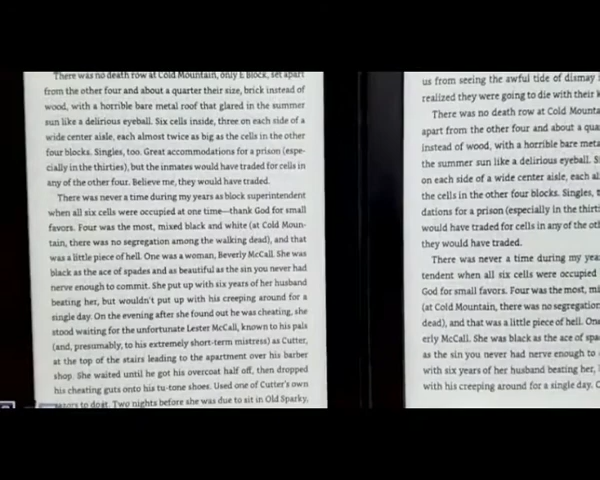 There was no death row at Cold Mountain, only E Block, set apart
from the other four and about a quarter their size, brick instead of
wood, with a horrible bare metal roof that glared in the summer
sun like a delirious eyeball. Six cells inside, three on each side of a
wide center aisle, each almost twice as big as the cells in the other
four blocks. Singles, too. Great accommodations for a prison (espe-
cially in the thirties), but the inmates would have traded for cells in
any of the other four. Believe me, they would have traded.
There was never a time during my years as block superintendent
when all six cells were occupied at one time—thank God for small
favors. Four was the most, mixed black and white (at Cold Moun-
tain, there was no segregation among the walking dead), and that
was a little piece of hell. One was a woman, Beverly McCall. She was
black as the ace of spades and as beautiful as the sin you never had
nerve enough to commit. She put up with six years of her husband
beating her, but wouldn't put up with his creeping around for a
single day. On the evening after she found out he was cheating, she
stood waiting for the unfortunate Lester McCall, known to his pals
(and, presumably, to his extremely short-term mistress) as Cutter,
at the top of the stairs leading to the apartment over his barber
shop. She waited until he got his overcoat half off, then dropped
his cheating guts onto his tu-tone shoes. Used one of Cutter's own
to do it. Two nights before she was due to sit in Old Sparky,
us from seeing the awful tide of dismay
realized they were going to die with their
There was no death row at Cold Mounta
apart from the other four and about a qua
instead of wood, with a horrible bare meta
the summer sun like a delirious eyeball. S
on each side of a wide center aisle, each al
the cells in the other four blocks. Singles, t
dations for a prison (especially in the thirti
would have traded for cells in any of the oth
they would have traded.
There was never a time during my yea
tendent when all six cells were occupied
God for small favors. Four was the most, mi
(at Cold Mountain, there was no segregation
dead), and that was a little piece of hell. On
erly McCall. She was black as the ace of spa
as the sin you never had nerve enough to
with six years of her husband beating her,
with his creeping around for a single day.